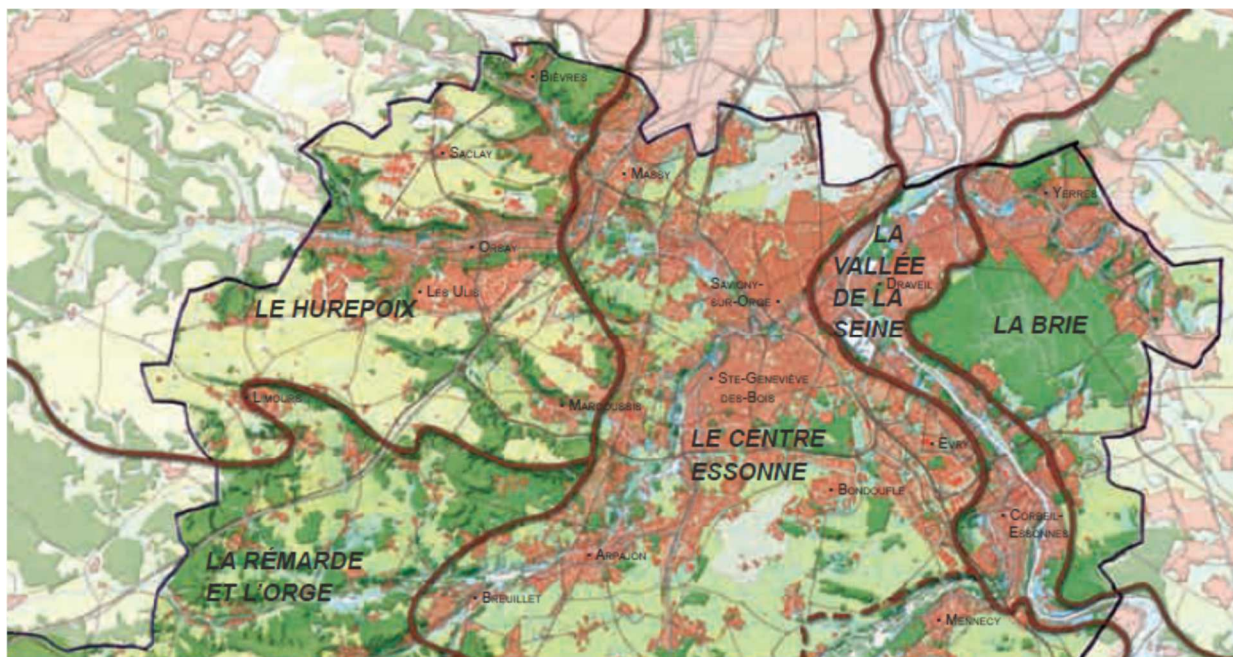 • BIÈVRES
• SACLAY
• MASSY
• YERRES
• ORSAY
LA
VALLÉE
DE LA
SEINE
• LES ULIS
LE HUREPOIX
SAVIGNY-
SUR-ORGE •
• DRAVEIL
LA BRIE
• LIMOURS
• MARCOUSSIS
• STE-GENEVIÈVE
DES-BOIS
LE CENTRE
ESSONNE
• ÉVRY
• BONDOUFLE
• CORBEIL-
ESSONNES
LA RÉMARDE
ET L'ORGE
• ARPAJON
• BREUILLET
• MENNECY